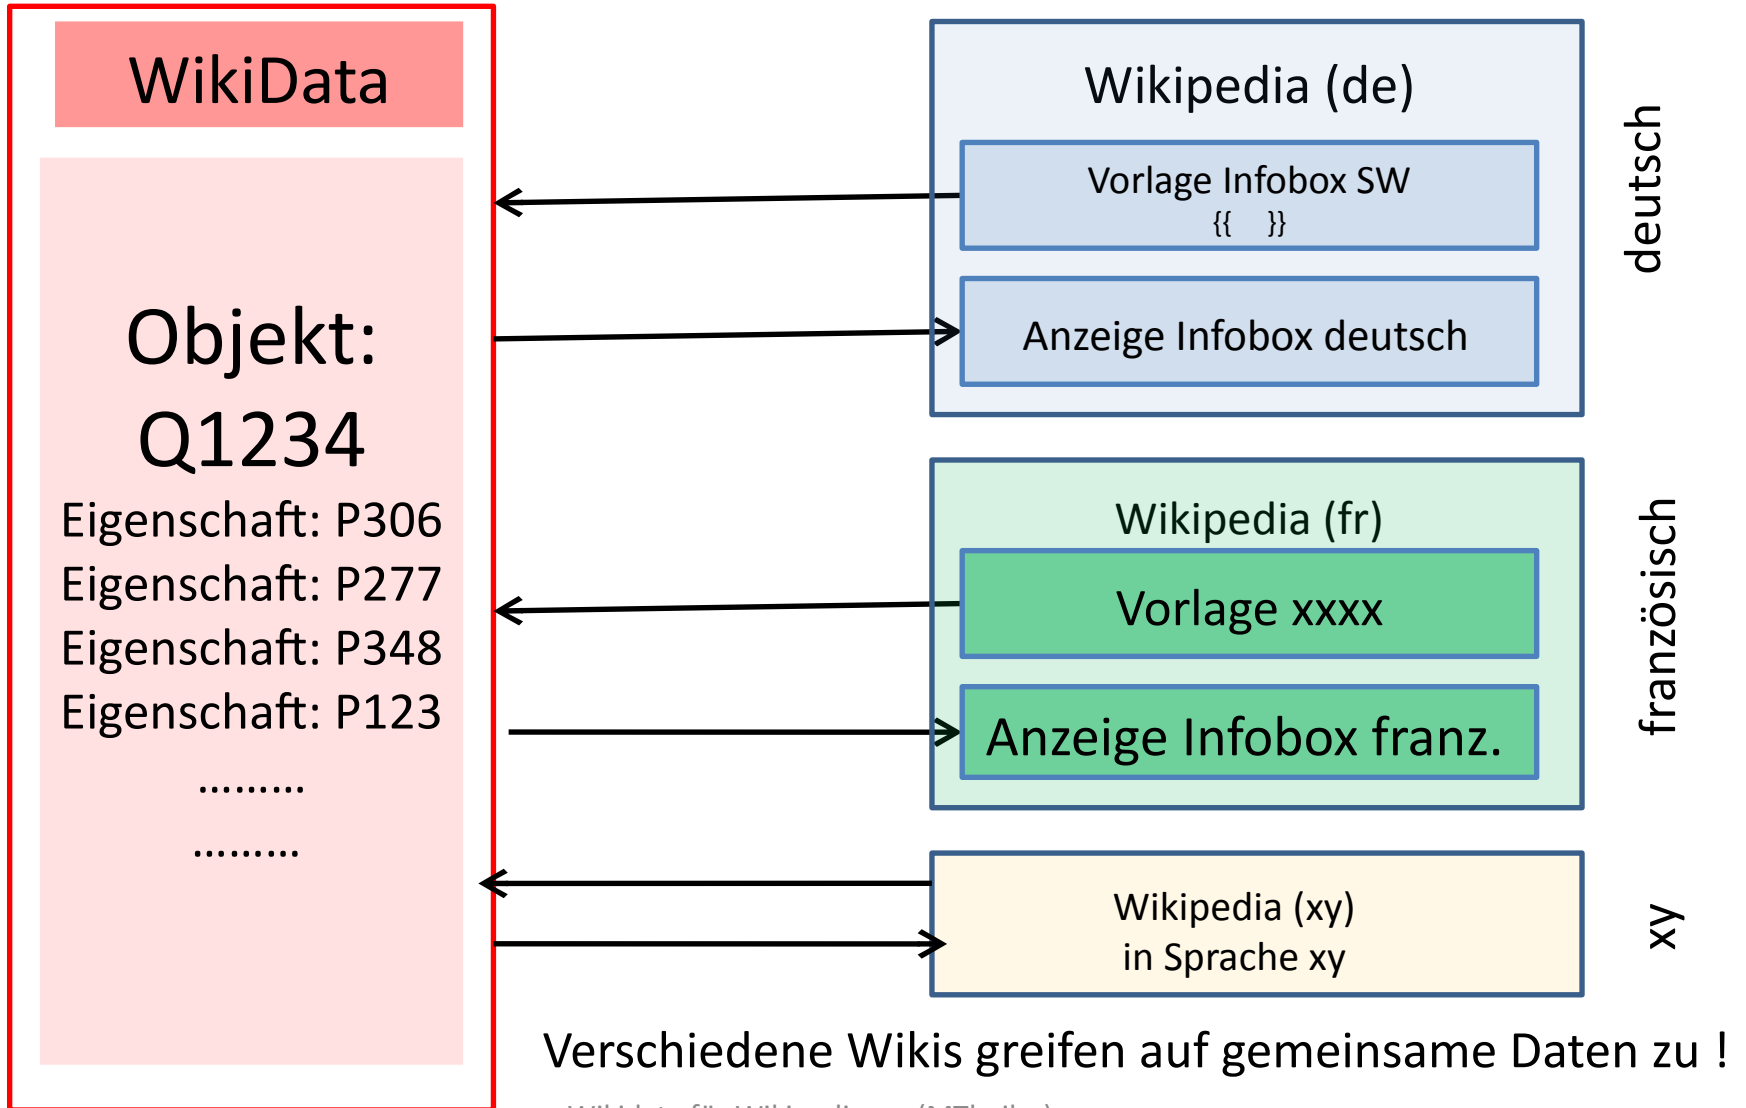 WikiData
Objekt:
Q1234
Eigenschaft: P306
Eigenschaft: P277
Eigenschaft: P348
Eigenschaft: P123
.........
.........
Wikipedia (de)
Vorlage Infobox SW
{{ }}
Anzeige Infobox deutsch
deutsch
Wikipedia (fr)
Vorlage xxxx
Anzeige Infobox franz.
französisch
Wikipedia (xy)
in Sprache xy
xy
Verschiedene Wikis greifen auf gemeinsame Daten zu !